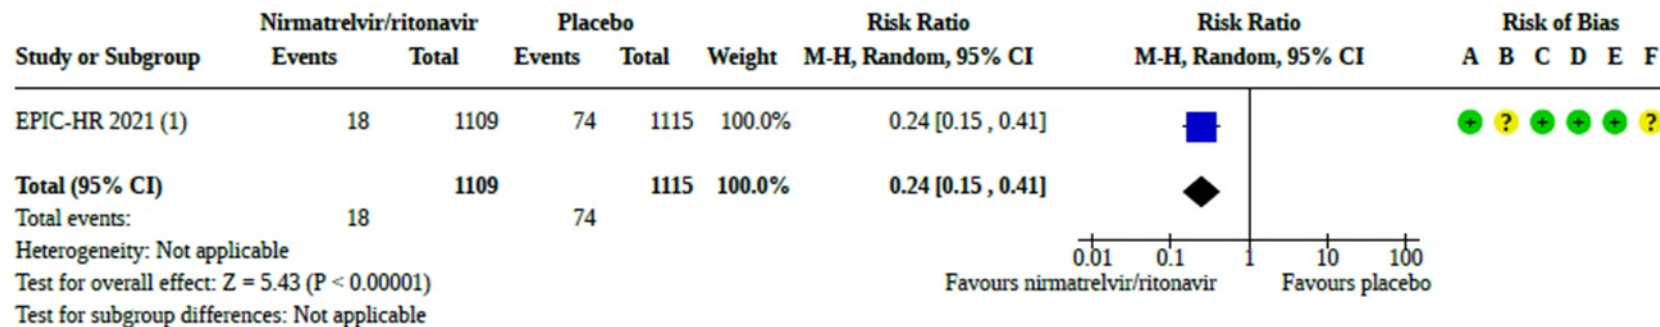 Nirmatrelvir/ritonavir Placebo Risk Ratio Risk Ratio Risk of Bias
Study or Subgroup Events Total Events Total Weight M-H, Random, 95% CI M-H, Random, 95% CI A B C D E F
EPIC-HR 2021 (1) 18 1109 74 1115 100.0% 0.24 [0.15 , 0.41] + ? + + + ?
Total (95% CI) 1109 1115 100.0% 0.24 [0.15 , 0.41]
Total events: 18 74
Heterogeneity: Not applicable 0.01 0.1 1 10 100
Test for overall effect: Z = 5.43 (P < 0.00001) Favours nirmatrelvir/ritonavir Favours placebo
Test for subgroup differences: Not applicable